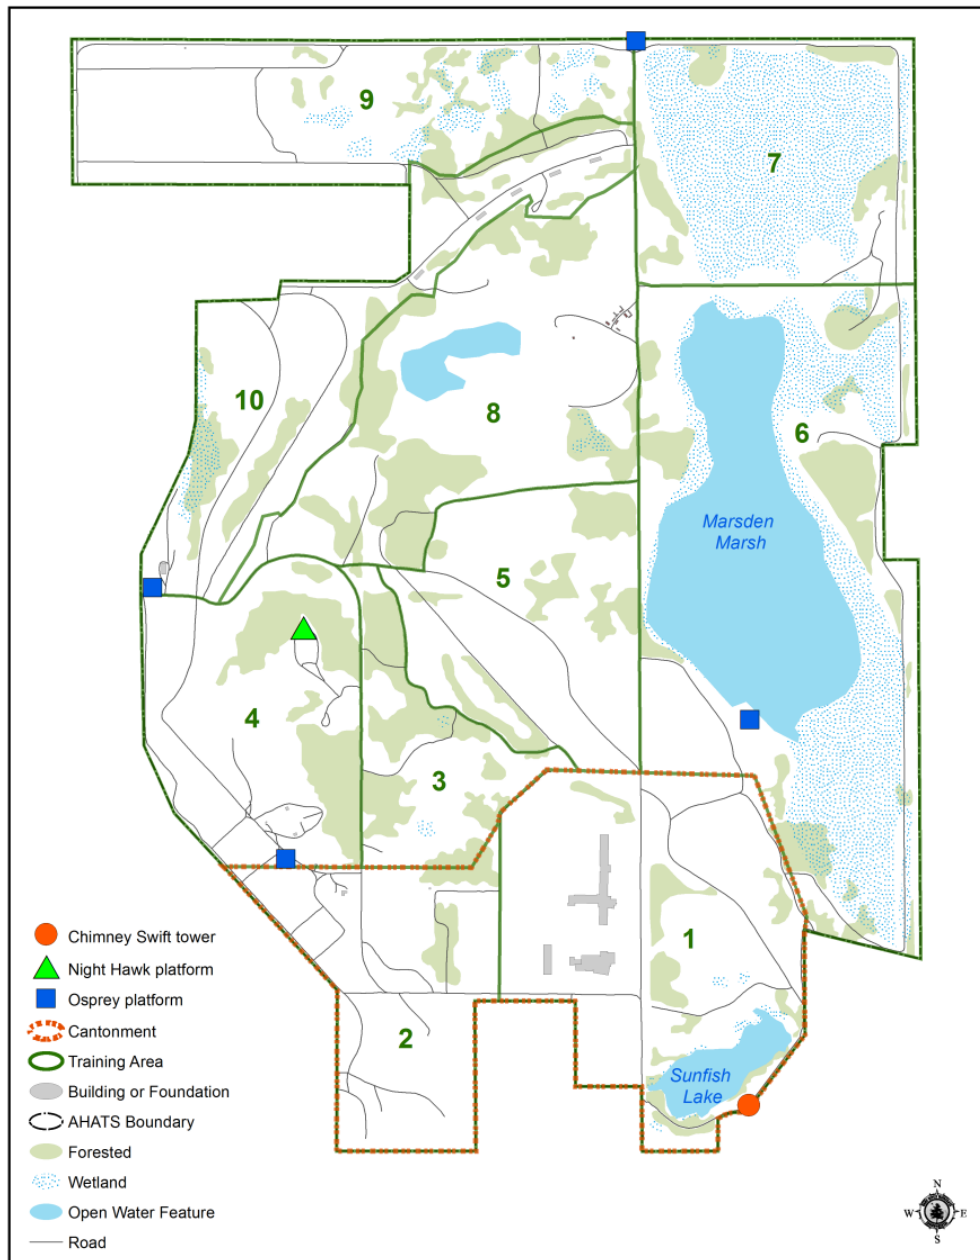 9
7
10
8
6
Marsden
Marsh
5
4
3
1
2
Sunfish
Lake
Chimney Swift tower
Night Hawk platform
Osprey platform
Cantonment
Training Area
Building or Foundation
AHATS Boundary
Forested
Wetland
Open Water Feature
Road
N
W E
S